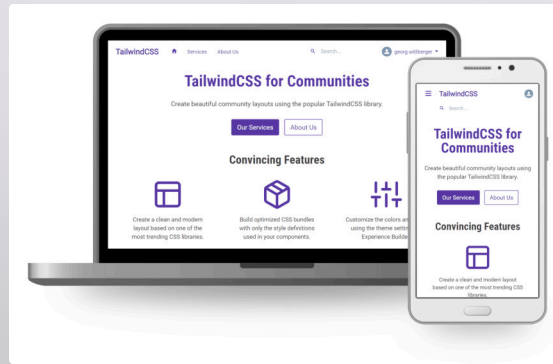 TailwindCSS Services About Us Search... georg.wittberger
TailwindCSS for Communities
Create beautiful community layouts using the popular TailwindCSS library.
Our Services About Us
Convincing Features
Create a clean and modern
layout based on one of the
most trending CSS libraries.
Build optimized CSS bundles
with only the style definitions
used in your components.
Customize the colors an
using the theme settin
Experience Builde
TailwindCSS
Search...
TailwindCSS for
Communities
Create beautiful community layouts using
the popular TailwindCSS library.
Our Services About Us
Convincing Features
Create a clean and modern layout
based on one of the most trending CSS
libraries.